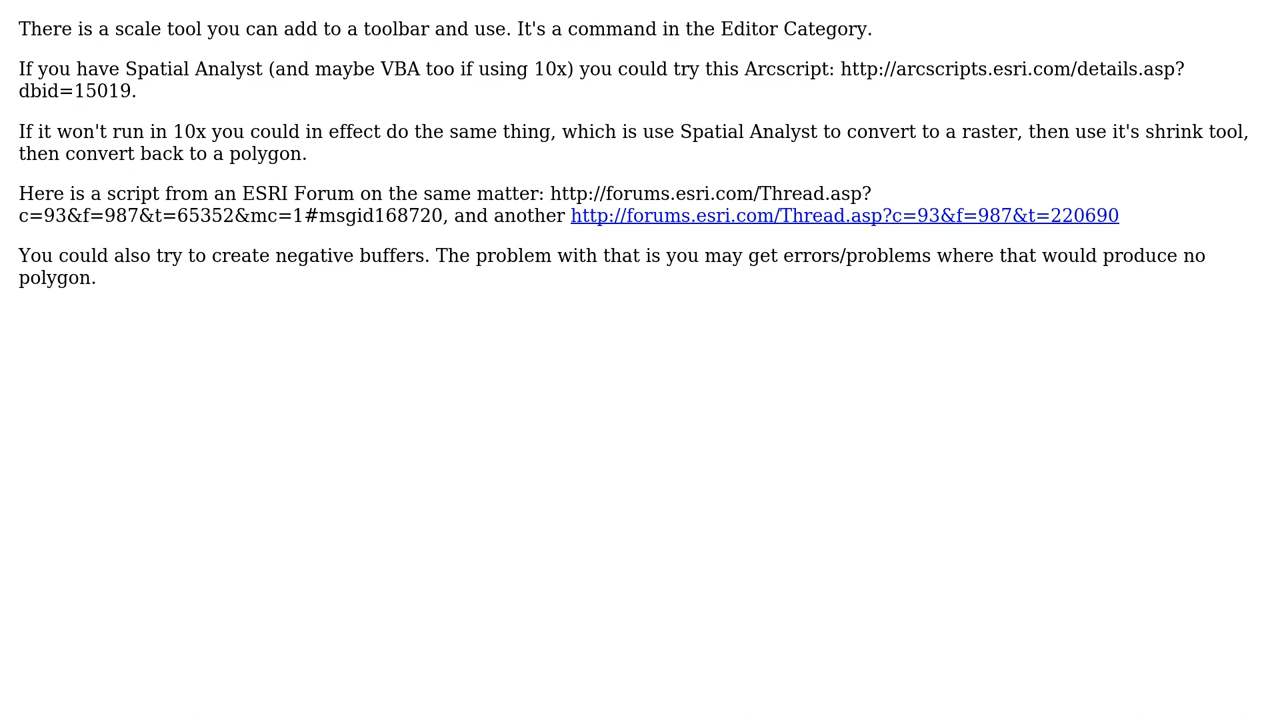 There is a scale tool you can add to a toolbar and use. It's a command in the Editor Category.
If you have Spatial Analyst (and maybe VBA too if using 10x) you could try this Arcscript: http://arcscripts.esri.com/details.asp?
dbid=15019.
If it won't run in 10x you could in effect do the same thing, which is use Spatial Analyst to convert to a raster, then use it's shrink tool,
then convert back to a polygon.
Here is a script from an ESRI Forum on the same matter: http://forums.esri.com/Thread.asp?
c=93&f=987&t=65352&mc=1#msgid168720, and another http://forums.esri.com/Thread.asp?c=93&f=987&t=220690
You could also try to create negative buffers. The problem with that is you may get errors/problems where that would produce no
polygon.